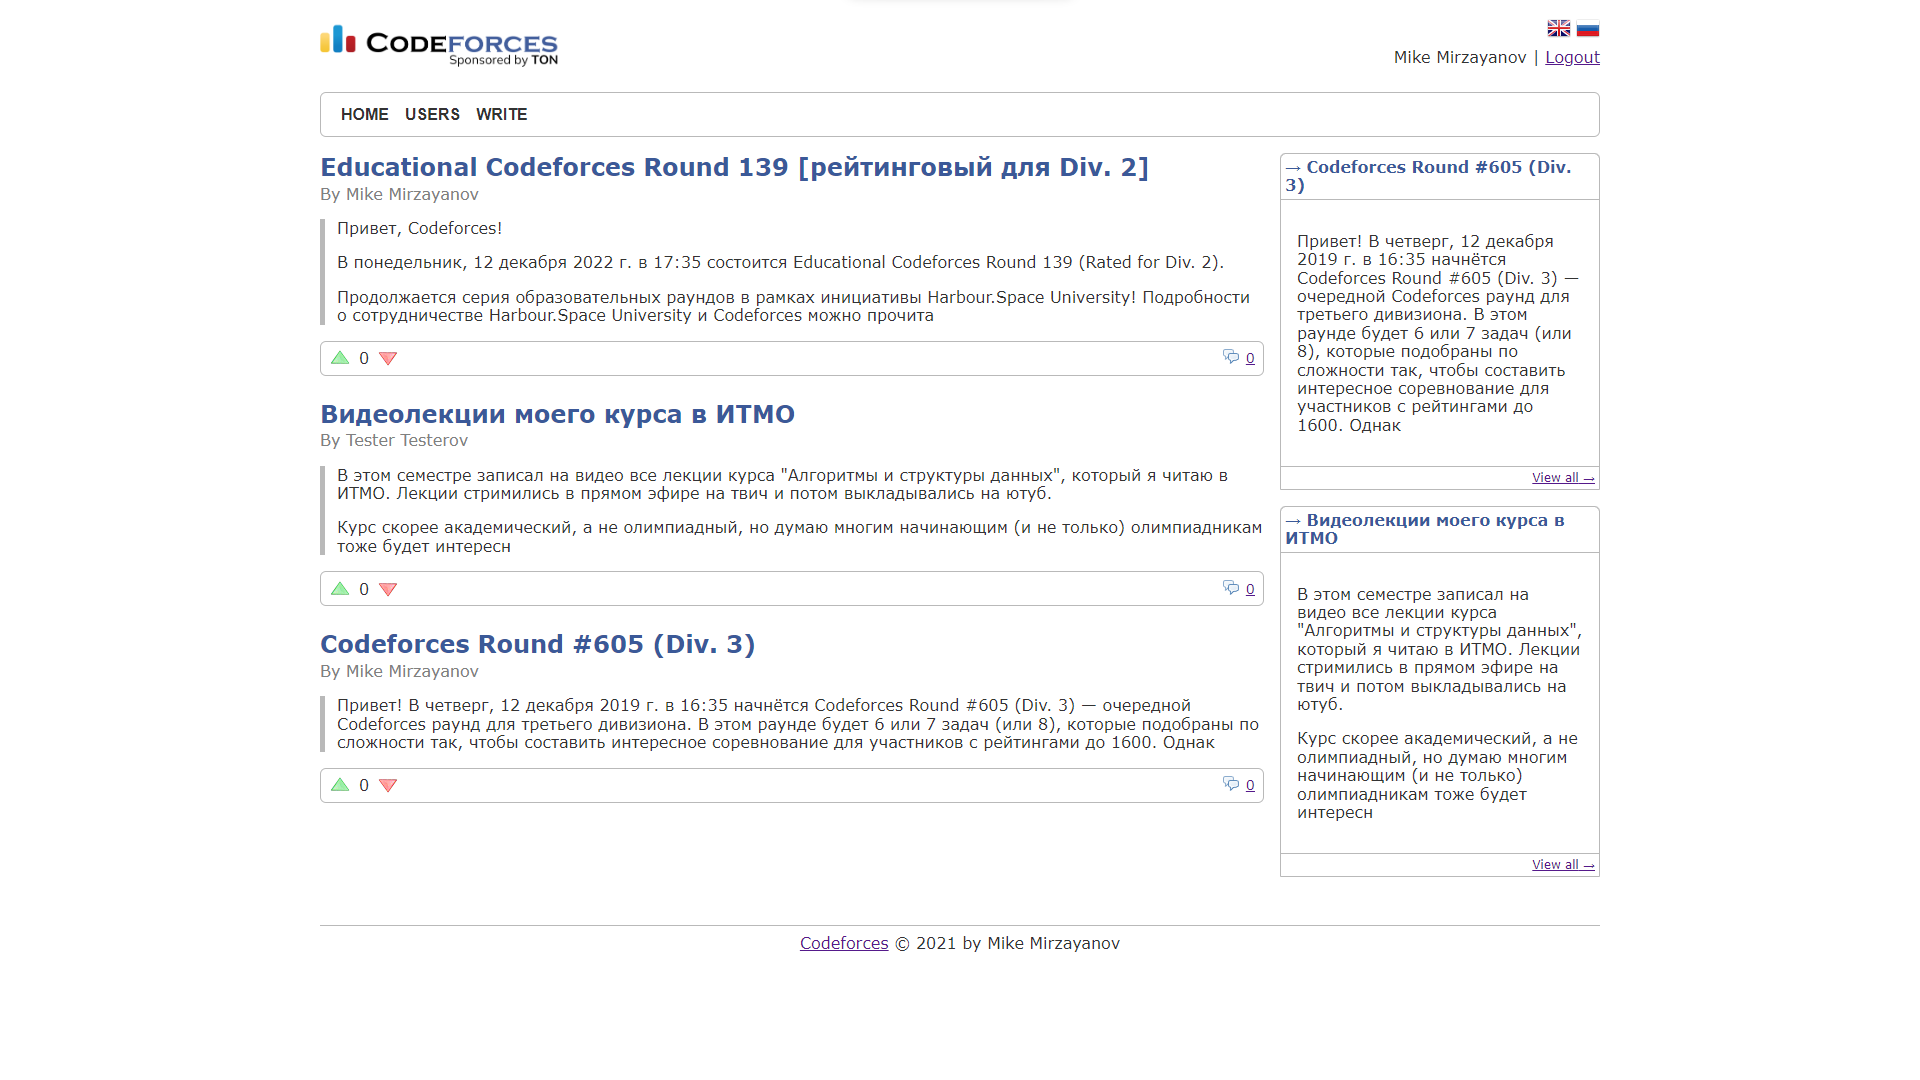 CODEFORCES
Sponsored by TON
Mike Mirzayanov | Logout
HOME USERS WRITE
Educational Codeforces Round 139 [рейтинговый для Div. 2]
By Mike Mirzayanov
Привет, Codeforces!
В понедельник, 12 декабря 2022 г. в 17:35 состоится Educational Codeforces Round 139 (Rated for Div. 2).
Продолжается серия образовательных раундов в рамках инициативы Harbour.Space University! Подробности
о сотрудничестве Harbour.Space University и Codeforces можно прочита
0 0
Видеолекции моего курса в ИТМО
By Tester Testerov
В этом семестре записал на видео все лекции курса "Алгоритмы и структуры данных", который я читаю в
ИТМО. Лекции стримились в прямом эфире на твич и потом выкладывались на ютуб.
Курс скорее академический, а не олимпиадный, но думаю многим начинающим (и не только) олимпиадникам
тоже будет интересн
0 0
Codeforces Round #605 (Div. 3)
By Mike Mirzayanov
Привет! В четверг, 12 декабря 2019 г. в 16:35 начнётся Codeforces Round #605 (Div. 3) — очередной
Codeforces раунд для третьего дивизиона. В этом раунде будет 6 или 7 задач (или 8), которые подобраны по
сложности так, чтобы составить интересное соревнование для участников с рейтингами до 1600. Однак
0 0
→ Codeforces Round #605 (Div.
3)
Привет! В четверг, 12 декабря
2019 г. в 16:35 начнётся
Codeforces Round #605 (Div. 3) —
очередной Codeforces раунд для
третьего дивизиона. В этом
раунде будет 6 или 7 задач (или
8), которые подобраны по
сложности так, чтобы составить
интересное соревнование для
участников с рейтингами до
1600. Однак
View all →
→ Видеолекции моего курса в
ИТМО
В этом семестре записал на
видео все лекции курса
"Алгоритмы и структуры данных",
который я читаю в ИТМО. Лекции
стримились в прямом эфире на
твич и потом выкладывались на
ютуб.
Курс скорее академический, а не
олимпиадный, но думаю многим
начинающим (и не только)
олимпиадникам тоже будет
интересн
View all →
Codeforces © 2021 by Mike Mirzayanov